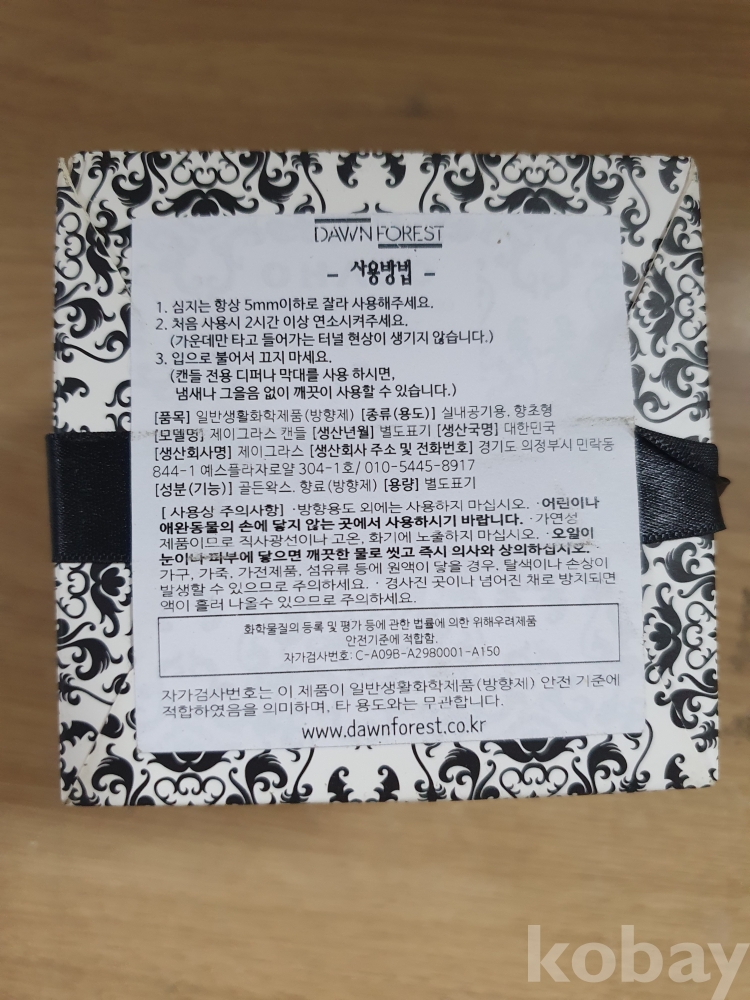 DAWN FOREST
- 사용방법 -
1. 심지는 항상 5mm이하로 잘라 사용해주세요.
2. 처음 사용시 2시간 이상 연소시켜주세요.
(가운데만 타고 들어가는 터널 현상이 생기지 않습니다.)
3. 입으로 불어서 끄지 마세요.
(캔들 전용 디퍼나 막대를 사용 하시면,
냄새나 그을음 없이 깨끗이 사용할 수 있습니다.)
[품목] 일반생활화학제품(방향제) [종류(용도)] 실내공기용, 향초형
[모델명] 제이그라스 캔들 [생산년월] 별도표기 [생산국명] 대한민국
[생산회사명] 제이그라스 [생산회사 주소 및 전화번호] 경기도 의정부시 민락동
844-1 예스플라자로얄 304-1호/ 010-5445-8917
[성분(기능)] 골든왁스. 향료(방향제) [용량] 별도표기
[ 사용상 주의사항] ·방향용도 외에는 사용하지 마십시오. ·어린이나
애완동물의 손에 닿지 않는 곳에서 사용하시기 바랍니다. ·가연성
제품이므로 직사광선이나 고온, 화기에 노출하지 마십시오. ·오일이
눈이나 피부에 닿으면 깨끗한 물로 씻고 즉시 의사와 상의하십시오.
가구, 가죽, 가전제품, 섬유류 등에 원액이 닿을 경우, 탈색이나 손상이
발생할 수 있으므로 주의하세요. · 경사진 곳이나 넘어진 채로 방치되면
액이 흘러 나올수 있으므로 주의하세요.
화학물질의 등록 및 평가 등에 관한 법률에 의한 위해우려제품
안전기준에 적합함.
자가검사번호: C-A09B-A2980001-A150
자가검사번호는 이 제품이 일반생활화학제품(방향제) 안전 기준에
적합하였음을 의미하며, 타 용도와는 무관합니다.
www.dawnforest.co.kr
kobay